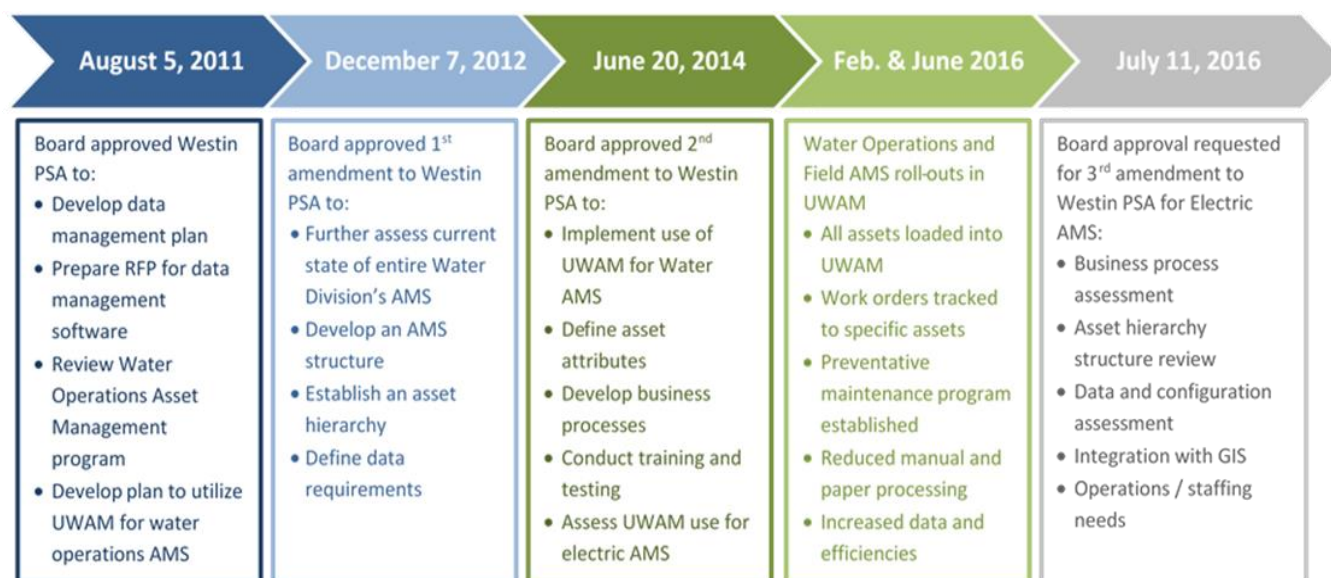 August 5, 2011
December 7, 2012
June 20, 2014
Feb. & June 2016
July 11, 2016
Board approved Westin
PSA to:
• Develop data
management plan
• Prepare RFP for data
management
software
• Review Water
Operations Asset
Management
program
• Develop plan to utilize
UWAM for water
operations AMS
Board approved 1st
amendment to Westin
PSA to:
• Further assess current
state of entire Water
Division's AMS
• Develop an AMS
structure
• Establish an asset
hierarchy
• Define data
requirements
Board approved 2nd
amendment to Westin
PSA to:
• Implement use of
UWAM for Water
AMS
• Define asset
attributes
• Develop business
processes
• Conduct training and
testing
• Assess UWAM use for
electric AMS
Water Operations and
Field AMS roll-outs in
UWAM
• All assets loaded into
UWAM
• Work orders tracked
to specific assets
• Preventative
maintenance program
established
• Reduced manual and
paper processing
• Increased data and
efficiencies
Board approval requested
for 3rd amendment to
Westin PSA for Electric
AMS:
• Business process
assessment
• Asset hierarchy
structure review
• Data and configuration
assessment
• Integration with GIS
• Operations / staffing
needs